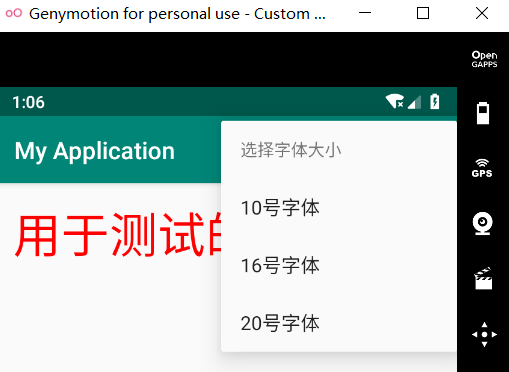 Genymotion for personal use - Custom ...
Open
GAPPS
1:06
My Application
选择字体大小
GPS
10号字体
用于测试的
16号字体
20号字体